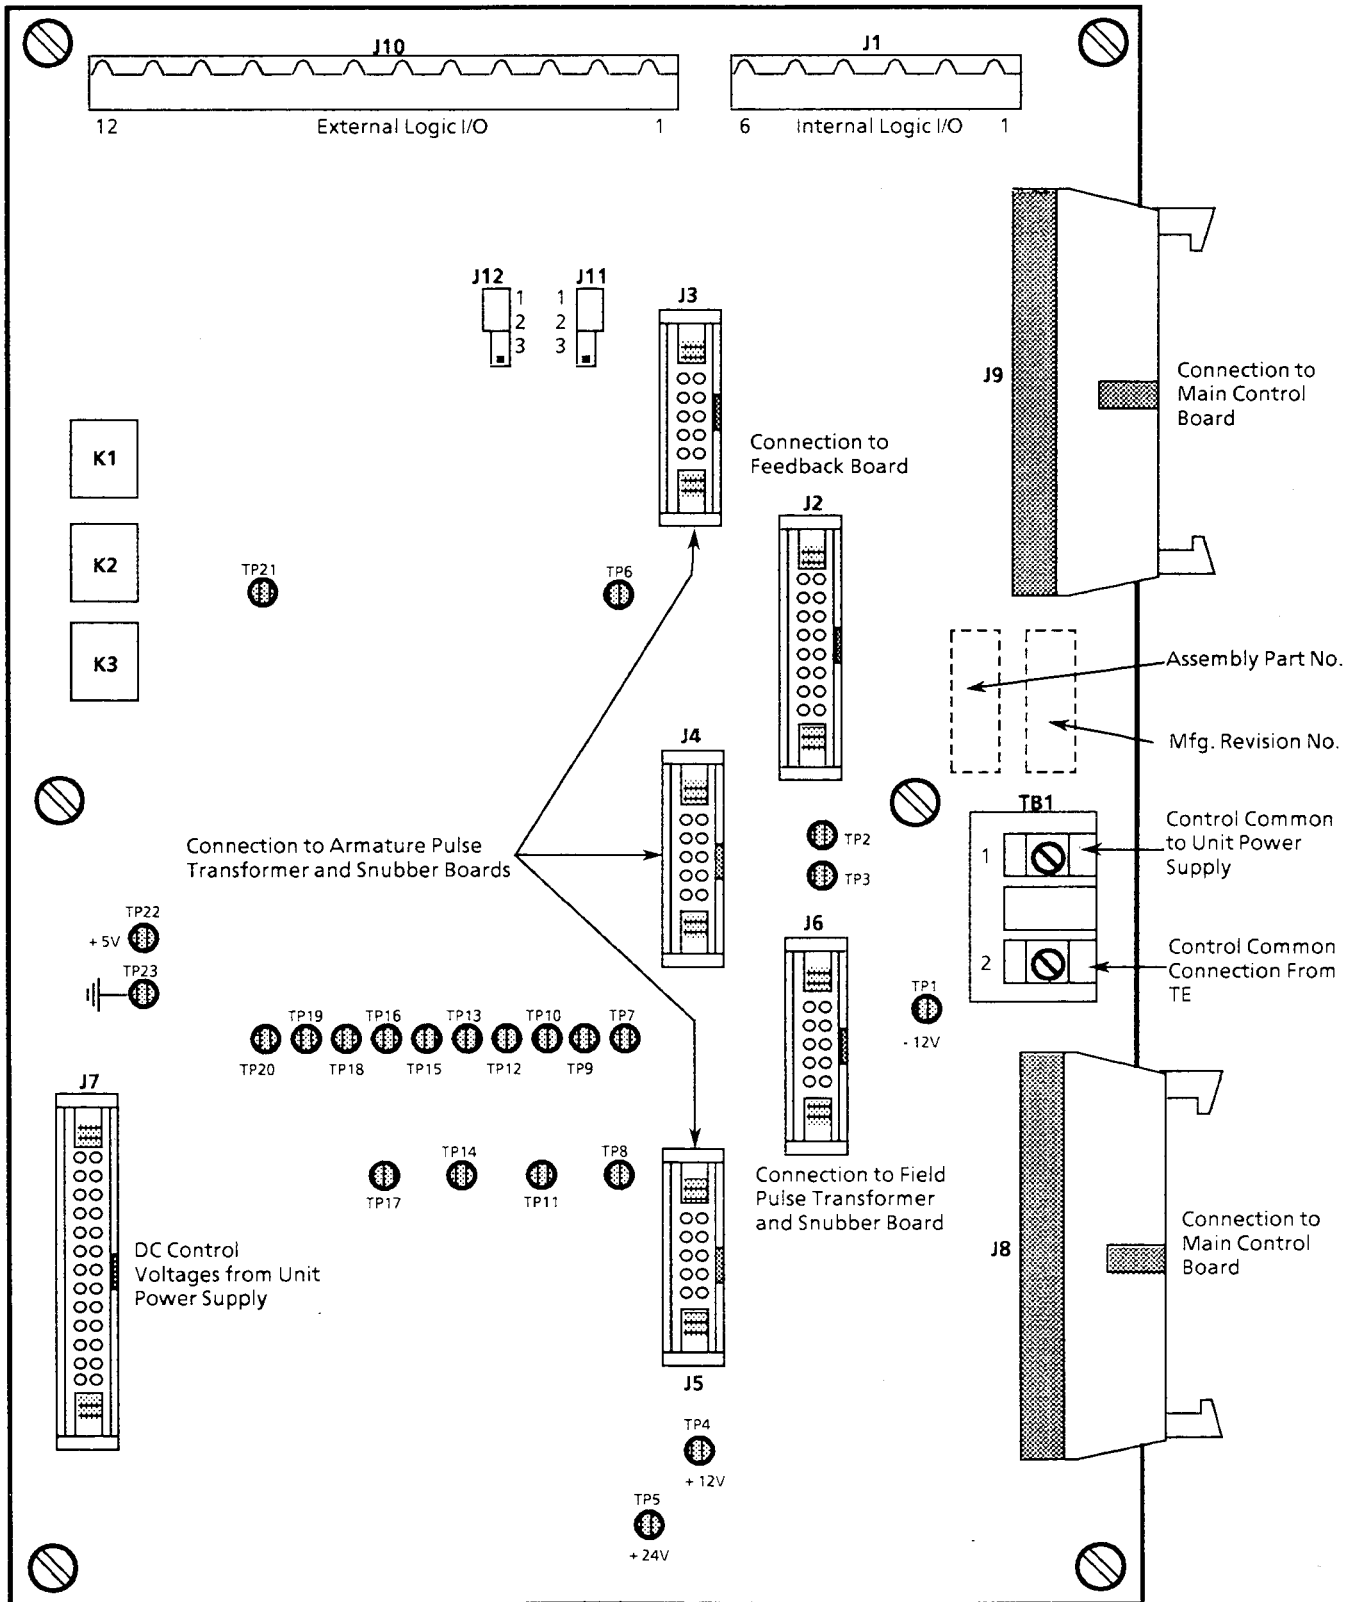 J10
J1
12 External Logic I/O 1
6 Internal Logic I/O 1
J12
1
2
3
J11
1
2
3
J3
J9
Connection to
Main Control
Board
K1
K2
K3
Connection to
Feedback Board
J2
TP21
TP6
Assembly Part No.
Mfg. Revision No.
J4
TB1
1
2
Control Common
to Unit Power
Supply
Control Common
Connection From
TE
Connection to Armature Pulse
Transformer and Snubber Boards
TP2
TP3
TP22
+ 5V
TP23
J6
TP1
- 12V
TP19 TP16 TP13 TP10 TP7
TP20 TP18 TP15 TP12 TP9
J7
DC Control
Voltages from Unit
Power Supply
TP14
TP8
TP17
TP11
Connection to Field
Pulse Transformer
and Snubber Board
J8
Connection to
Main Control
Board
J5
TP4
+ 12V
TP5
+ 24V